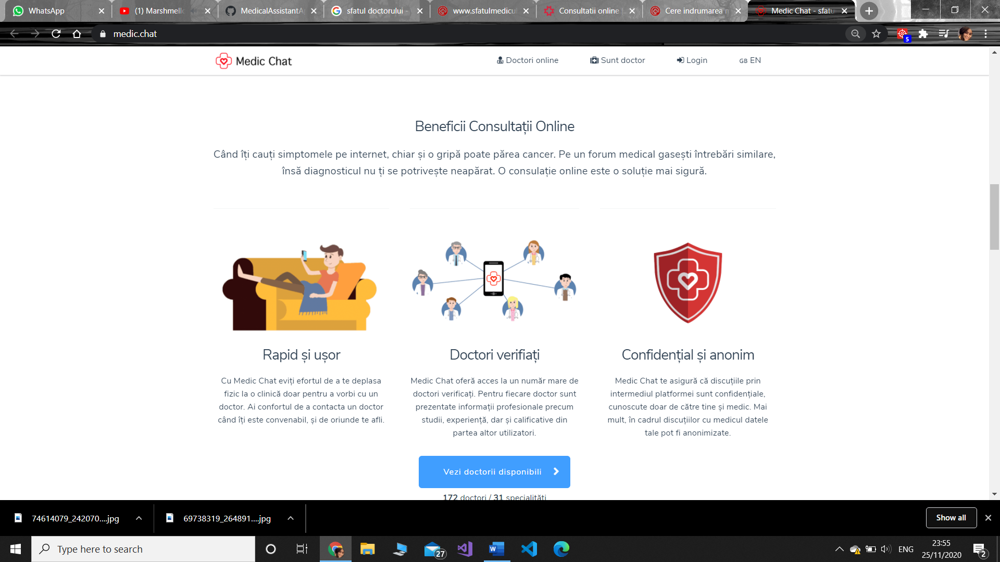 WhatsApp
(1) Marshmell
MedicalAssistantA
sfatul doctorului -
www.sfatulmedicul
Consultatii online
Cere indrumarea m
Medic Chat - sfatu
medic.chat
5
Medic Chat
Doctori online
Sunt doctor
Login
GB EN
Beneficii Consultații Online
Când îți cauți simptomele pe internet, chiar și o gripă poate părea cancer. Pe un forum medical gasești întrebări similare,
însă diagnosticul nu ți se potrivește neapărat. O consulație online este o soluție mai sigură.
Rapid și ușor
Cu Medic Chat eviți efortul de a te deplasa
fizic la o clinică doar pentru a vorbi cu un
doctor. Ai confortul de a contacta un doctor
când îți este convenabil, și de oriunde te afli.
Doctori verifiați
Medic Chat oferă acces la un număr mare de
doctori verificați. Pentru fiecare doctor sunt
prezentate informații profesionale precum
studii, experiență, dar și calificative din
partea altor utilizatori.
Confidențial și anonim
Medic Chat te asigură că discuțiile prin
intermediul platformei sunt confidențiale,
cunoscute doar de către tine și medic. Mai
mult, în cadrul discuțiilor cu medicul datele
tale pot fi anonimizate.
Vezi doctorii disponibili
172 doctori / 31 specialități
74614079_242070....jpg
69738319_264891....jpg
Show all
Type here to search
27
ENG
23:55
25/11/2020
2